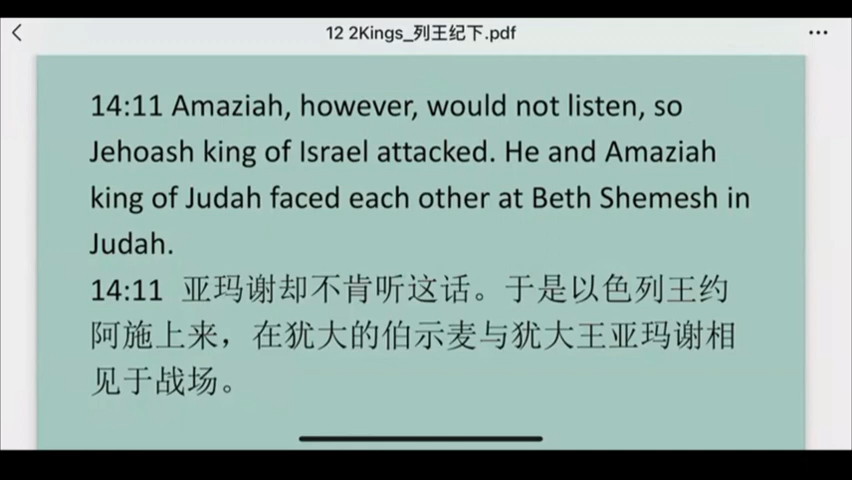 12 2Kings_列王纪下.pdf
14:11 Amaziah, however, would not listen, so
Jehoash king of Israel attacked. He and Amaziah
king of Judah faced each other at Beth Shemesh in
Judah.
14:11 亚玛谢却不肯听这话。于是以色列王约
阿施上来，在犹大的伯示麦与犹大王亚玛谢相
见于战场。